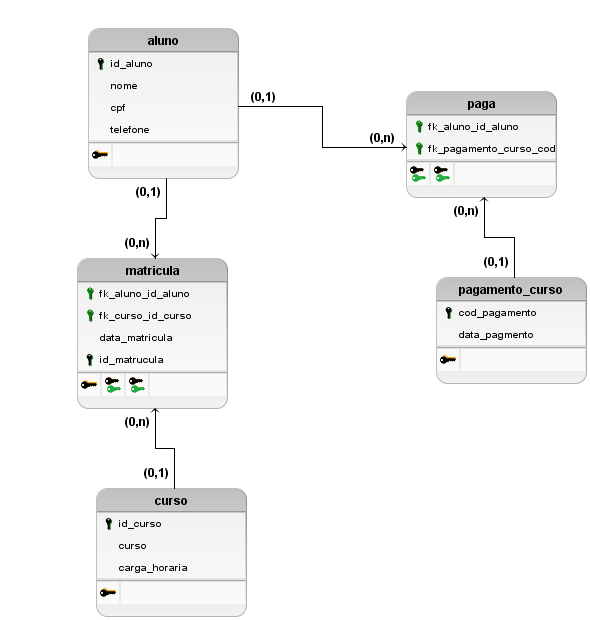 aluno
id_aluno
nome
cpf
telefone
(0,1)
(0,n)
paga
fk_aluno_id_aluno
fk_pagamento_curso_cod
(0,1)
(0,n)
matricula
fk_aluno_id_aluno
fk_curso_id_curso
data_matricula
id_matrucula
(0,n)
(0,1)
pagamento_curso
cod_pagamento
data_pagmento
(0,n)
(0,1)
curso
id_curso
curso
carga_horaria